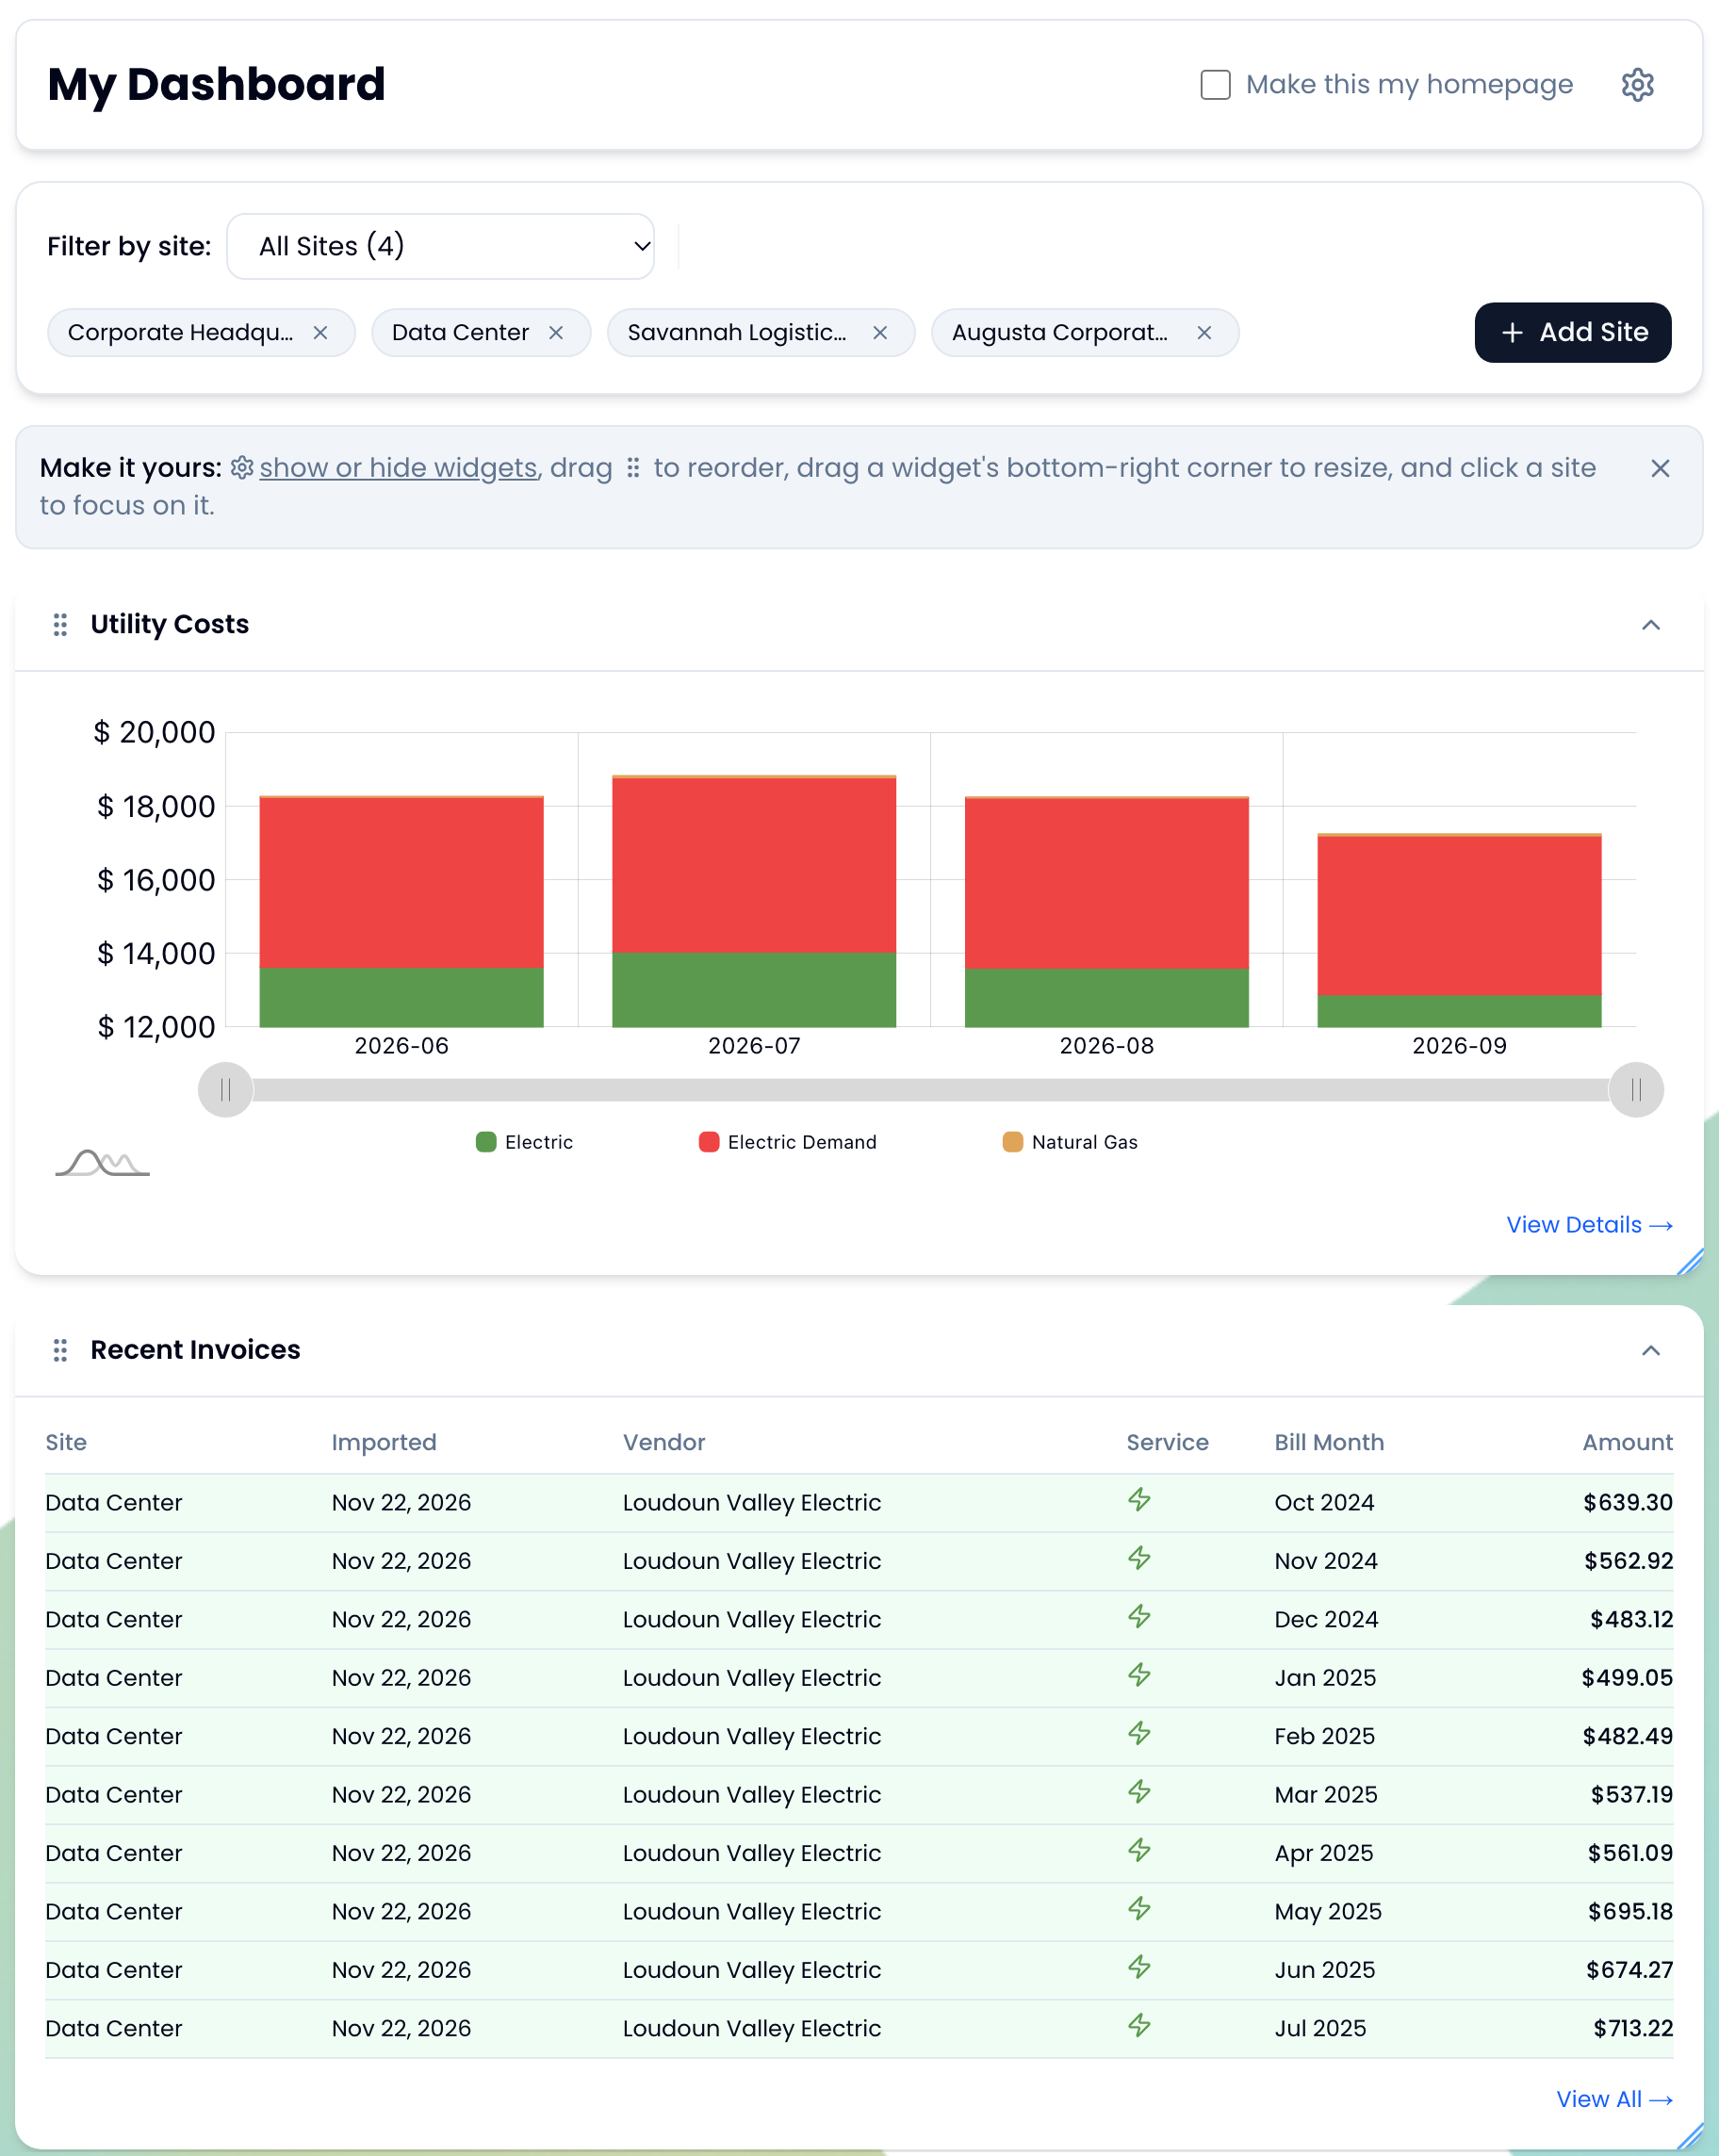 My Dashboard
Make this my homepage
Filter by site:
All Sites (4)
Corporate Headqu...
Data Center
Savannah Logistic...
Augusta Corporat...
+ Add Site
Make it yours: show or hide widgets, drag to reorder, drag a widget's bottom-right corner to resize, and click a site
to focus on it.
Utility Costs
$ 20,000
$ 18,000
$ 16,000
$ 14,000
$ 12,000
2026-06 2026-07 2026-08 2026-09
Electric Electric Demand Natural Gas
View Details →
Recent Invoices
Site Imported Vendor Service Bill Month Amount
Data Center Nov 22, 2026 Loudoun Valley Electric Oct 2024 $639.30
Data Center Nov 22, 2026 Loudoun Valley Electric Nov 2024 $562.92
Data Center Nov 22, 2026 Loudoun Valley Electric Dec 2024 $483.12
Data Center Nov 22, 2026 Loudoun Valley Electric Jan 2025 $499.05
Data Center Nov 22, 2026 Loudoun Valley Electric Feb 2025 $482.49
Data Center Nov 22, 2026 Loudoun Valley Electric Mar 2025 $537.19
Data Center Nov 22, 2026 Loudoun Valley Electric Apr 2025 $561.09
Data Center Nov 22, 2026 Loudoun Valley Electric May 2025 $695.18
Data Center Nov 22, 2026 Loudoun Valley Electric Jun 2025 $674.27
Data Center Nov 22, 2026 Loudoun Valley Electric Jul 2025 $713.22
View All →